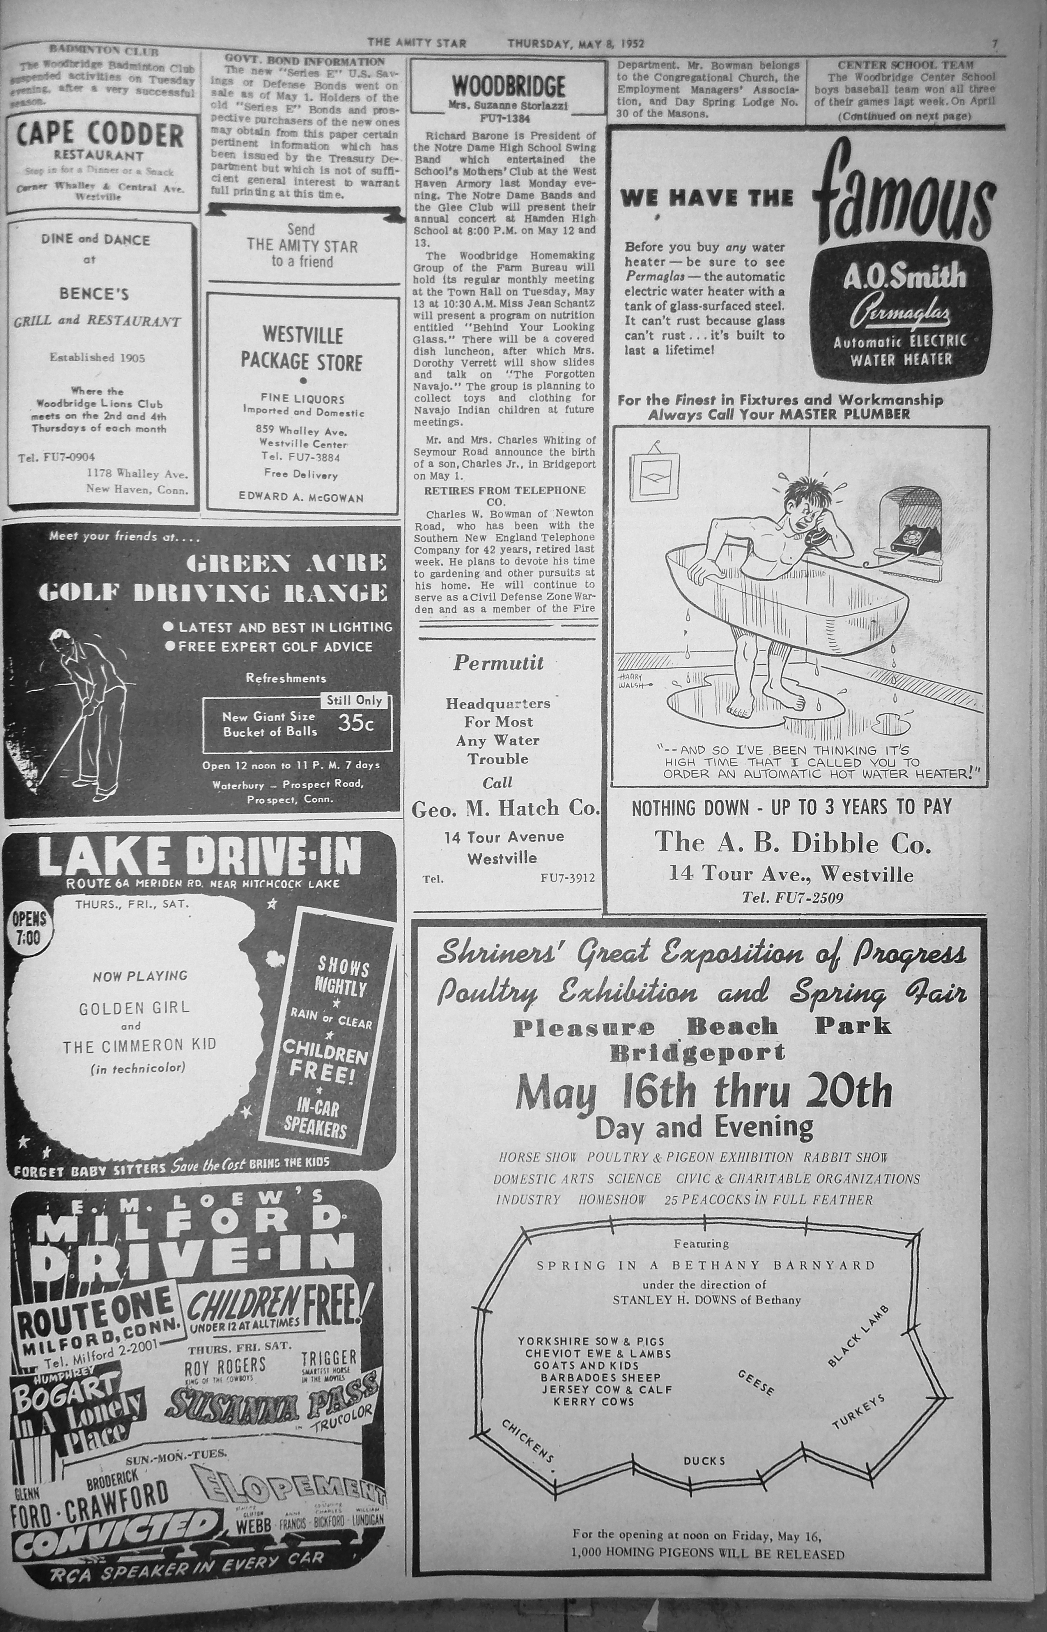 THE AMITY STAR THURSDAY, MAY 8, 1952 7
BADMINTON CLUB
The Woodbridge Badminton Club
suspended activities on Tuesday
evening, after a very successful
season.
CAPE CODDER
RESTAURANT
Stop in for a Dinner or a Snack
Corner Whalley & Central Ave.
Westville
DINE and DANCE
at
BENCE'S
GRILL and RESTAURANT
Established 1905
Where the
Woodbridge Lions Club
meets on the 2nd and 4th
Thursdays of each month
Tel. FU7-0904
1178 Whalley Ave.
New Haven, Conn.
GOVT. BOND INFORMATION
The new "Series E" U.S. Sav-
ings or Defense Bonds went on
sale as of May 1. Holders of the
old "Series E" Bonds and pros-
pective purchasers of the new ones
may obtain from this paper certain
pertinent information which has
been issued by the Treasury De-
partment but which is not of suffi-
cient general interest to warrant
full printing at this time.
Send
THE AMITY STAR
to a friend
WESTVILLE
PACKAGE STORE
•
FINE LIQUORS
Imported and Domestic
859 Whalley Ave.
Westville Center
Tel. FU7-3884
Free Delivery
EDWARD A. McGOWAN
Meet your friends at....
GREEN ACRE
GOLF DRIVING RANGE
● LATEST AND BEST IN LIGHTING
● FREE EXPERT GOLF ADVICE
Refreshments
Still Only
New Giant Size
Bucket of Balls 35c
Open 12 noon to 11 P. M. 7 days
Waterbury - Prospect Road,
Prospect, Conn.
LAKE DRIVE-IN
ROUTE 6A MERIDEN RD. NEAR HITCHCOCK LAKE
OPENS
7:00
THURS., FRI., SAT.
NOW PLAYING
GOLDEN GIRL
and
THE CIMMERON KID
(in technicolor)
SHOWS
NIGHTLY
RAIN or CLEAR
CHILDREN
FREE!
IN-CAR
SPEAKERS
FORGET BABY SITTERS Save the Cost BRING THE KIDS
E. M. LOEW'S
MILFORD
DRIVE-IN
ROUTE ONE
MILFORD, CONN.
Tel. Milford 2-2001
CHILDREN FREE!
UNDER 12 AT ALL TIMES
THURS. FRI. SAT.
HUMPHREY
BOGART
In A Lonely
Place
ROY ROGERS
KING OF THE COWBOYS
TRIGGER
SMARTEST HORSE
IN THE MOVIES
SUSANNA PASS
IN TRUCOLOR
SUN.-MON.-TUES.
GLENN
FORD - BRODERICK
CRAWFORD
CONVICTED
ELOPEMENT
CLIFTON
WEBB - ANNE
FRANCIS - CHARLES
BICKFORD - WILLIAM
LUNDIGAN
RCA SPEAKER IN EVERY CAR
WOODBRIDGE
Mrs. Suzanne Storlazzi
FU7-1384
Richard Barone is President of
the Notre Dame High School Swing
Band which entertained the
School's Mothers' Club at the West
Haven Armory last Monday eve-
ning. The Notre Dame Bands and
the Glee Club will present their
annual concert at Hamden High
School at 8:00 P.M. on May 12 and
13.
The Woodbridge Homemaking
Group of the Farm Bureau will
hold its regular monthly meeting
at the Town Hall on Tuesday, May
13 at 10:30 A.M. Miss Jean Schantz
will present a program on nutrition
entitled "Behind Your Looking
Glass." There will be a covered
dish luncheon, after which Mrs.
Dorothy Verrett will show slides
and talk on "The Forgotten
Navajo." The group is planning to
collect toys and clothing for
Navajo Indian children at future
meetings.
Mr. and Mrs. Charles Whiting of
Seymour Road announce the birth
of a son, Charles Jr., in Bridgeport
on May 1.
RETIRES FROM TELEPHONE
CO.
Charles W. Bowman of Newton
Road, who has been with the
Southern New England Telephone
Company for 42 years, retired last
week. He plans to devote his time
to gardening and other pursuits at
his home. He will continue to
serve as a Civil Defense Zone War-
den and as a member of the Fire
Department. Mr. Bowman belongs
to the Congregational Church, the
Employment Managers' Associa-
tion, and Day Spring Lodge No.
30 of the Masons.
CENTER SCHOOL TEAM
The Woodbridge Center School
boys baseball team won all three
of their games last week. On April
(Continued on next page)
Permutit
Headquarters
For Most
Any Water
Trouble
Call
Geo. M. Hatch Co.
14 Tour Avenue
Westville
Tel. FU7-3912
WE HAVE THE famous
Before you buy any water
heater — be sure to see
Permaglas — the automatic
electric water heater with a
tank of glass-surfaced steel.
It can't rust because glass
can't rust...it's built to
last a lifetime!
A.O.Smith
Permaglas
Automatic ELECTRIC
WATER HEATER
For the Finest in Fixtures and Workmanship
Always Call Your MASTER PLUMBER
HARRY
WALSH
"--AND SO I'VE BEEN THINKING IT'S
HIGH TIME THAT I CALLED YOU TO
ORDER AN AUTOMATIC HOT WATER HEATER!"
NOTHING DOWN - UP TO 3 YEARS TO PAY
The A. B. Dibble Co.
14 Tour Ave., Westville
Tel. FU7-2509
Shriners' Great Exposition of Progress
Poultry Exhibition and Spring Fair
Pleasure Beach Park
Bridgeport
May 16th thru 20th
Day and Evening
HORSE SHOW POULTRY & PIGEON EXHIBITION RABBIT SHOW
DOMESTIC ARTS SCIENCE CIVIC & CHARITABLE ORGANIZATIONS
INDUSTRY HOMESHOW 25 PEACOCKS IN FULL FEATHER
Featuring
SPRING IN A BETHANY BARNYARD
under the direction of
STANLEY H. DOWNS of Bethany
YORKSHIRE SOW & PIGS
CHEVIOT EWE & LAMBS
GOATS AND KIDS
BARBADOES SHEEP
JERSEY COW & CALF
KERRY COWS
BLACK LAMB
GEESE
TURKEYS
CHICKENS
DUCKS
For the opening at noon on Friday, May 16,
1,000 HOMING PIGEONS WILL BE RELEASED